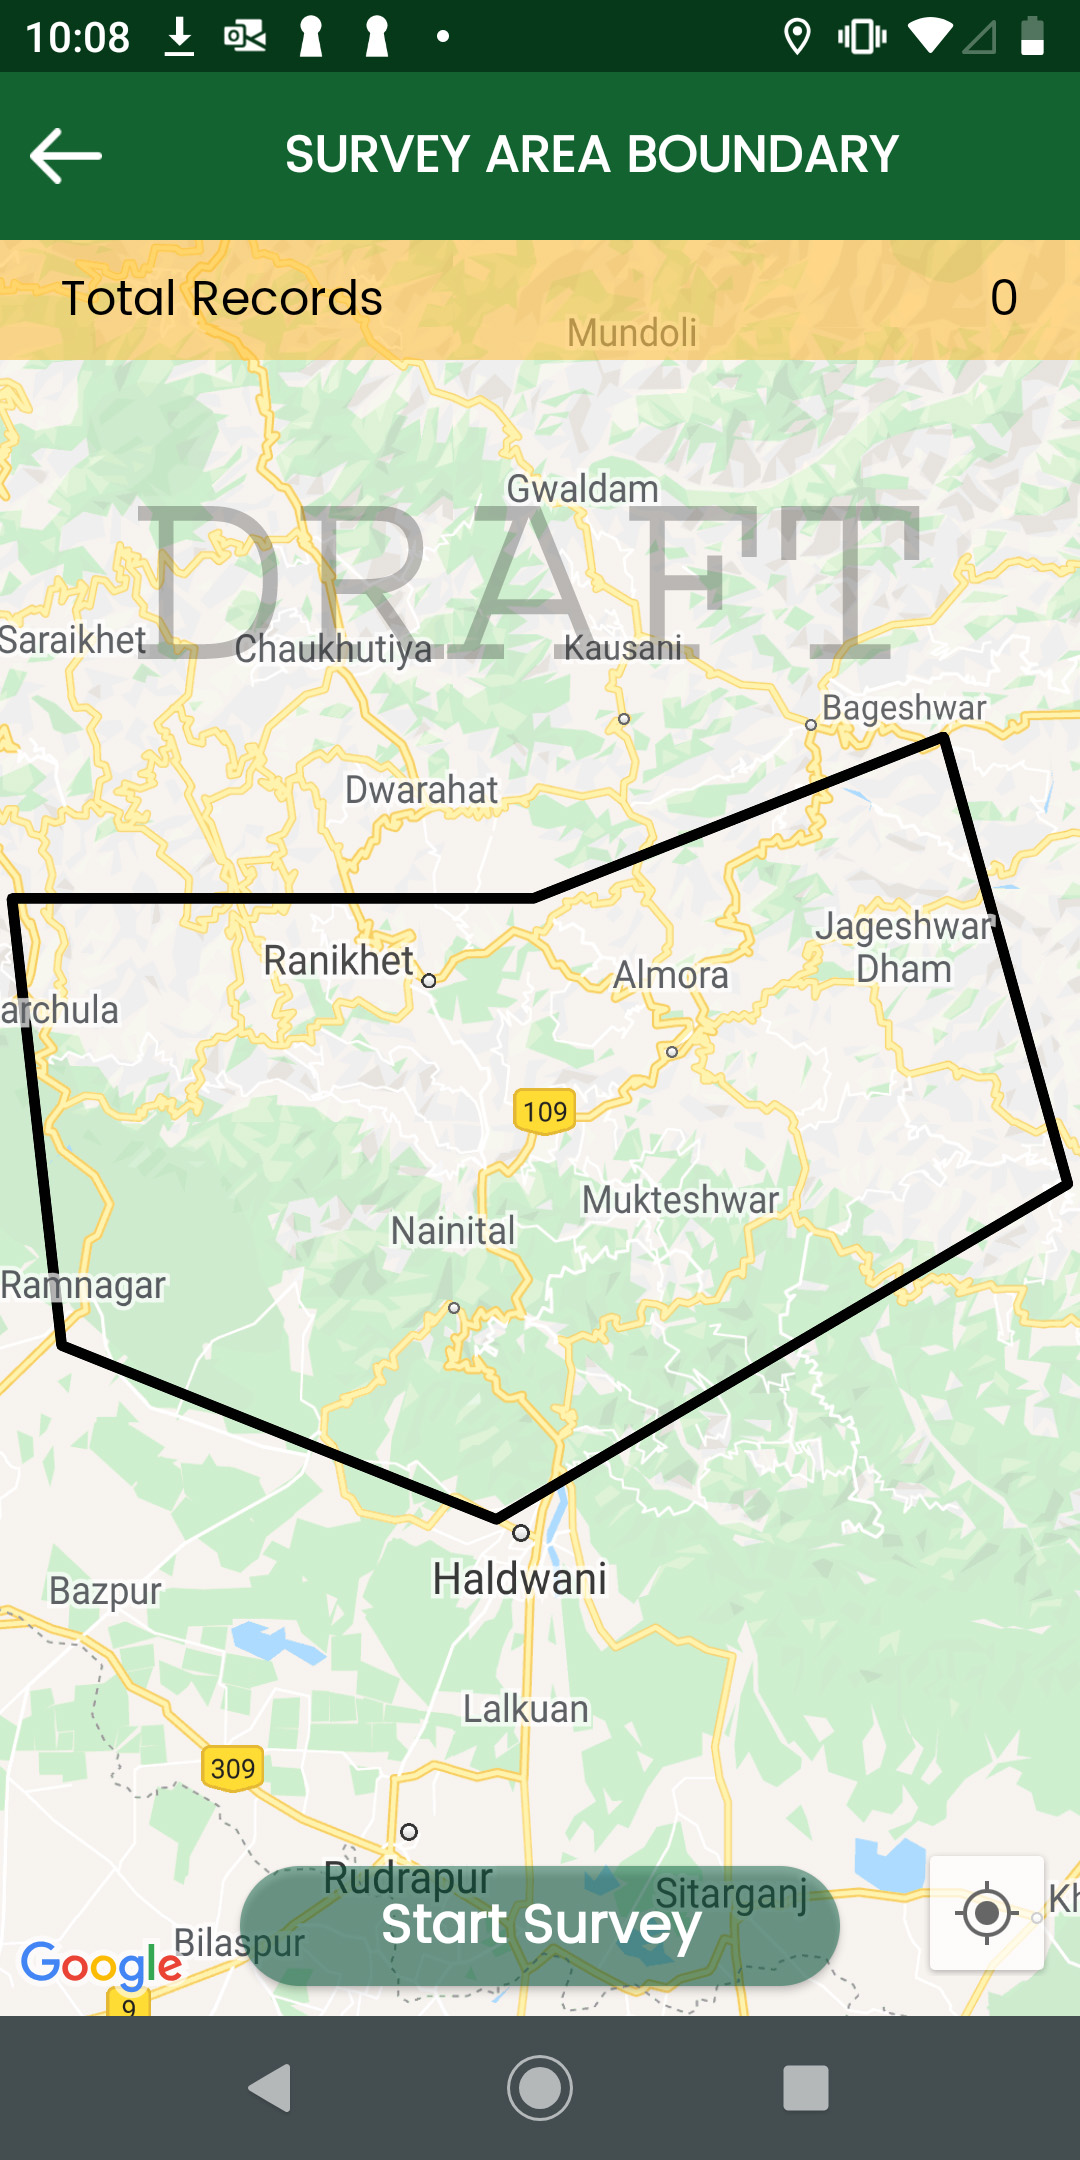 10:08
SURVEY AREA BOUNDARY
Total Records 0
Mundoli
Gwaldam
DRAFT
Saraikhet
Chaukhutiya
Kausani
Bageshwar
Dwarahat
Jageshwar
Dham
Ranikhet
Almora
archula
109
Mukteshwar
Nainital
Ramnagar
Haldwani
Bazpur
Lalkuan
309
Rudrapur
Sitarganj
Kh
Start Survey
Bilaspur
Google
9